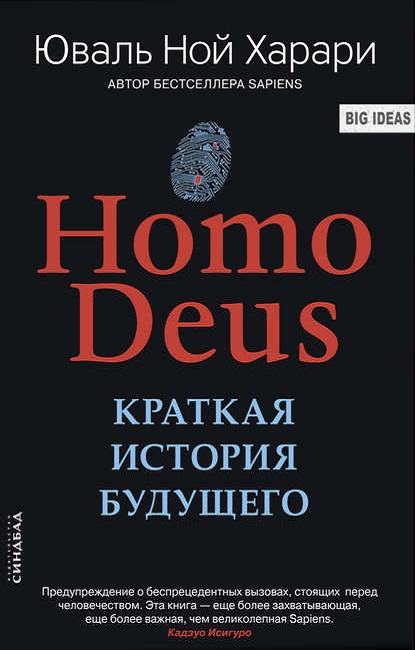 Юваль Ной Харари
АВТОР БЕСТСЕЛЛЕРА SAPIENS
BIG IDEAS
Homo
Deus
КРАТКАЯ
ИСТОРИЯ
БУДУЩЕГО
ИЗДАТЕЛЬСТВО
СИНДБАД
Предупреждение о беспрецедентных вызовах, стоящих перед
человечеством. Эта книга — еще более захватывающая,
еще более важная, чем великолепная Sapiens.
Кадзуо Исигуро